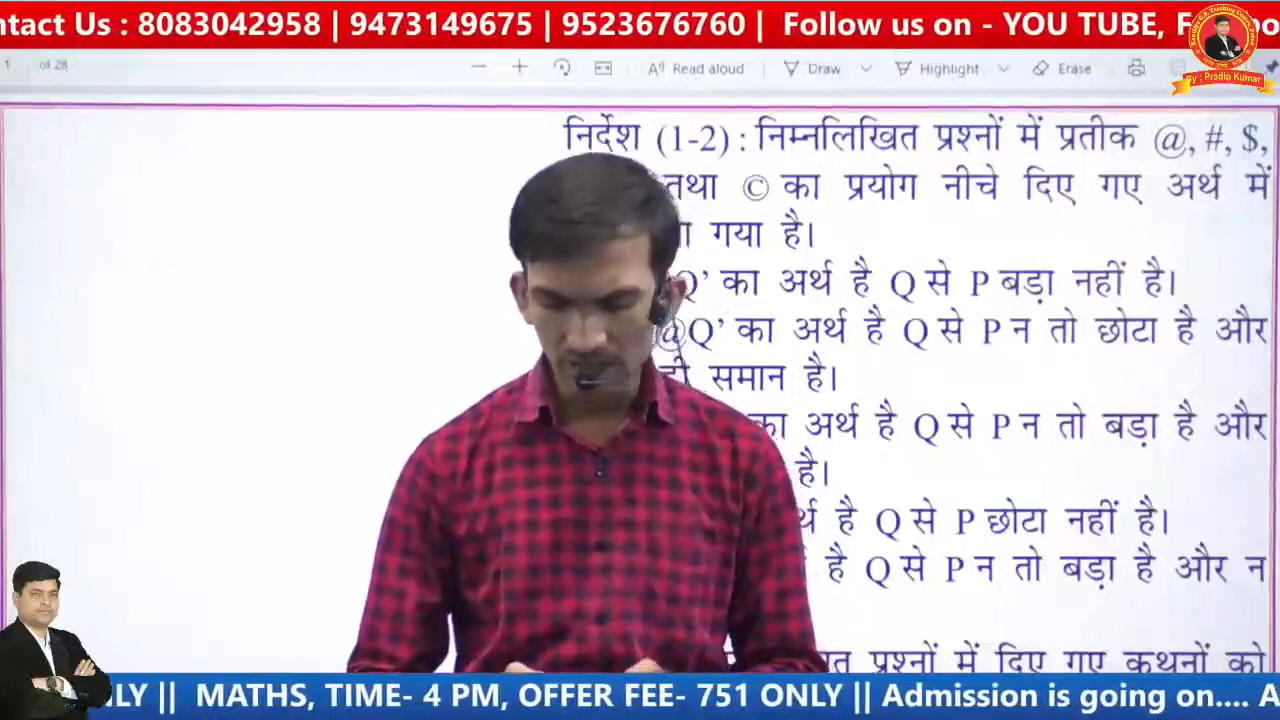 ntact Us : 8083042958 | 9473149675 | 9523676760 | Follow us on - YOU TUBE, F
1 of 28 Read aloud Draw Highlight Erase
By : Pradip Kumar
निर्देश (1-2) : निम्नलिखित प्रश्नों में प्रतीक @, #, $,
तथा © का प्रयोग नीचे दिए गए अर्थ में
गया है।
Q’ का अर्थ है Q से P बड़ा नहीं है।
@Q’ का अर्थ है Q से P न तो छोटा है और
समान है।
का अर्थ है Q से P न तो बड़ा है और
है।
है Q से P छोटा नहीं है।
है Q से P न तो बड़ा है और न
प्रश्नों में दिए गए कथनों को
NLY || MATHS, TIME- 4 PM, OFFER FEE- 751 ONLY || Admission is going on.... A